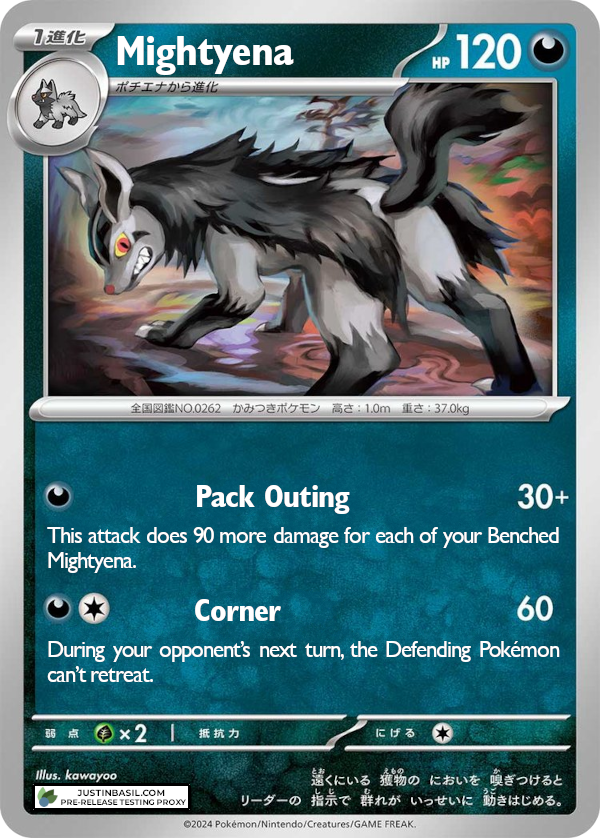 1進化
Mightyena
HP 120
ポチエナから進化
全国図鑑NO.0262 かみつきポケモン 高さ：1.0m 重さ：37.0kg
Pack Outing 30+
This attack does 90 more damage for each of your Benched
Mightyena.
Corner 60
During your opponent's next turn, the Defending Pokémon
can't retreat.
弱点 ×2 抵抗力 にげる
Illus. kawayoo
JUSTINBASIL.COM
PRE-RELEASE TESTING PROXY
遠くにいる 獲物の においを 嗅ぎつけると
リーダーの 指示で 群れが いっせいに 動きはじめる。
©2024 Pokémon/Nintendo/Creatures/GAME FREAK.